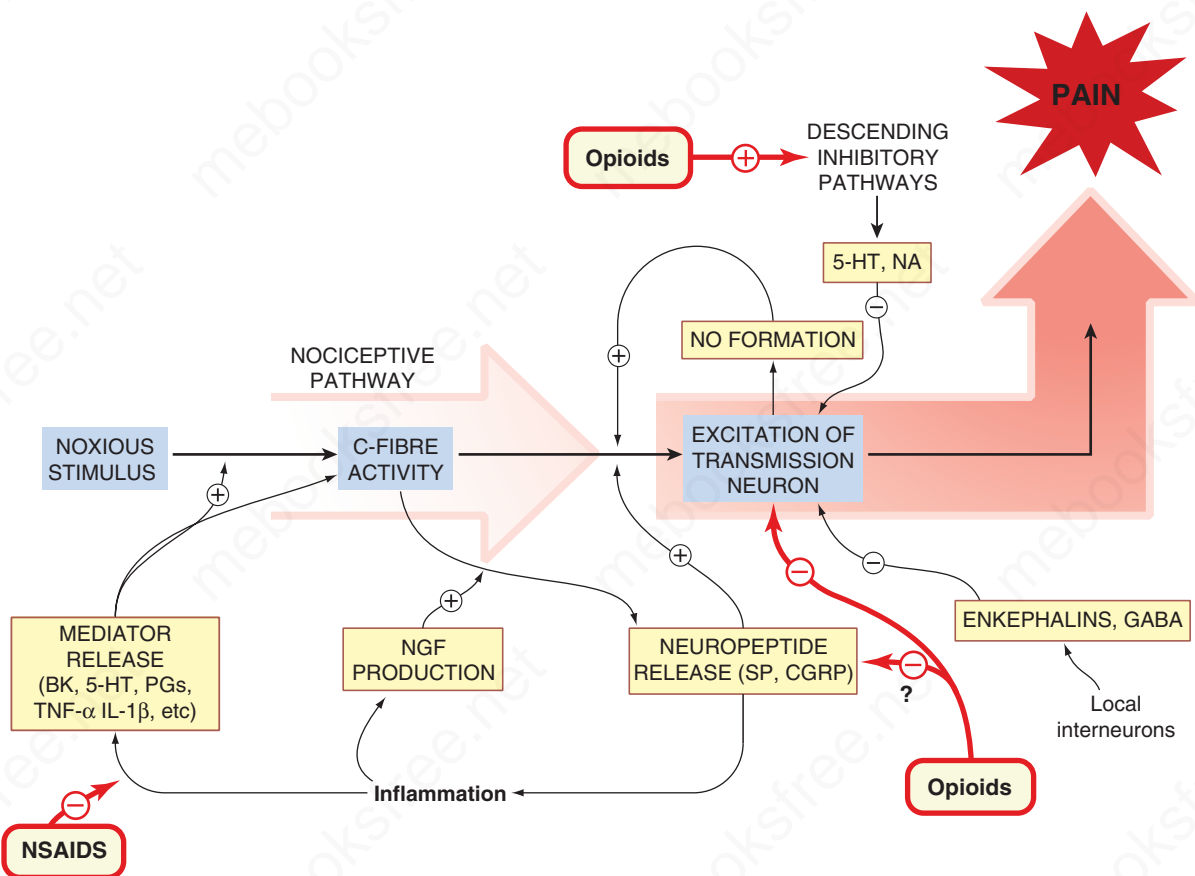 PAIN
DESCENDING
INHIBITORY
PATHWAYS
Opioids
+
5-HT, NA
−
NO FORMATION
+
NOCICEPTIVE
PATHWAY
NOXIOUS
STIMULUS
C-FIBRE
ACTIVITY
EXCITATION OF
TRANSMISSION
NEURON
+
+
−
−
MEDIATOR
RELEASE
(BK, 5-HT, PGs,
TNF-α IL-1β, etc)
+
NGF
PRODUCTION
NEUROPEPTIDE
RELEASE (SP, CGRP)
−
?
ENKEPHALINS, GABA
Local
interneurons
Inflammation
Opioids
−
NSAIDS
mebooksfree.net